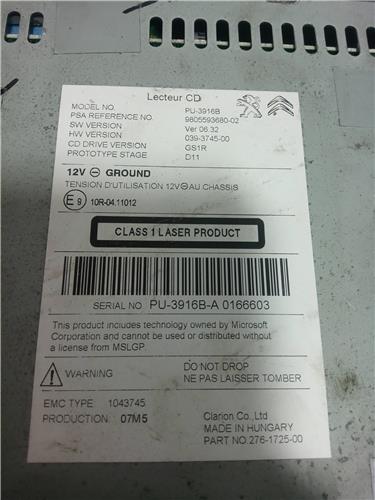 Lecteur CD
MODEL NO. PU-3916B
PSA REFERENCE NO. 9805593680-02
SW VERSION Ver 06.32
HW VERSION 039-3745-00
CD DRIVE VERSION GS1R
PROTOTYPE STAGE D11
12V ⊖ GROUND
TENSION D'UTILISATION 12V ⊖ AU CHASSIS
E 9 10R-04.11012
CLASS 1 LASER PRODUCT
SERIAL NO PU-3916B-A 0166603
This product includes technology owned by Microsoft
Corporation and cannot be used or distributed without
a license from MSLGP.
WARNING DO NOT DROP
NE PAS LAISSER TOMBER
EMC TYPE 1043745
PRODUCTION: 07M5 Clarion Co.,Ltd
MADE IN HUNGARY
PART NO.276-1725-00